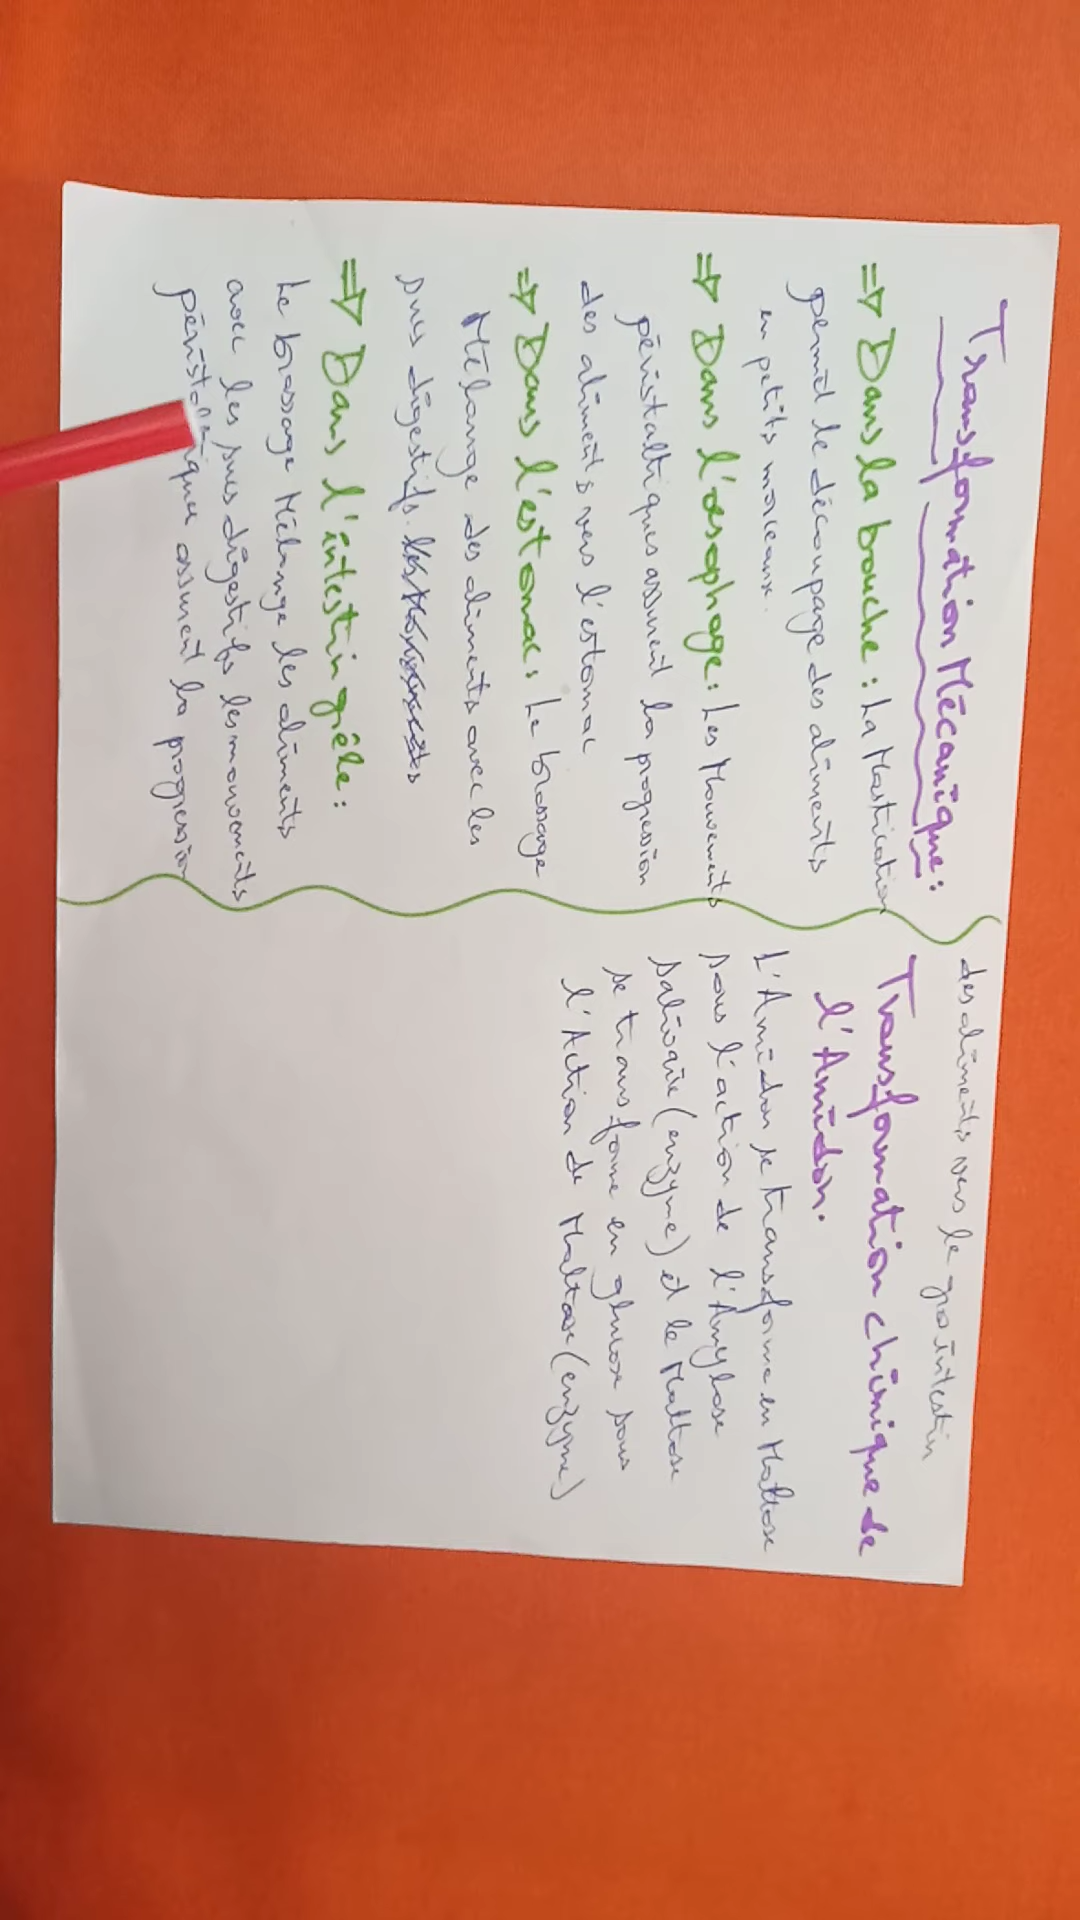 Transformation Mécanique :
=> Dans la bouche : La Mastication
permet le découpage des aliments
en petits morceaux.
=> Dans l'œsophage : Les Mouvements
péristaltiques assurent la progression
des aliments vers l'estomac
=> Dans l'estomac : Le brassage
Mélange des aliments avec les
sucs digestifs.
=> Dans l'intestin grêle :
Le brassage Mélange les aliments
avec les sucs digestifs les mouvements
péristaltiques assurent la progression
des aliments vers le gros intestin
Transformation chimique de
l'Amidon.
L'Amidon se transforme en Maltose
sous l'action de l'Amylase
salivaire (enzyme) et le Maltose
se transforme en glucose sous
l'Action de Maltase (enzyme)